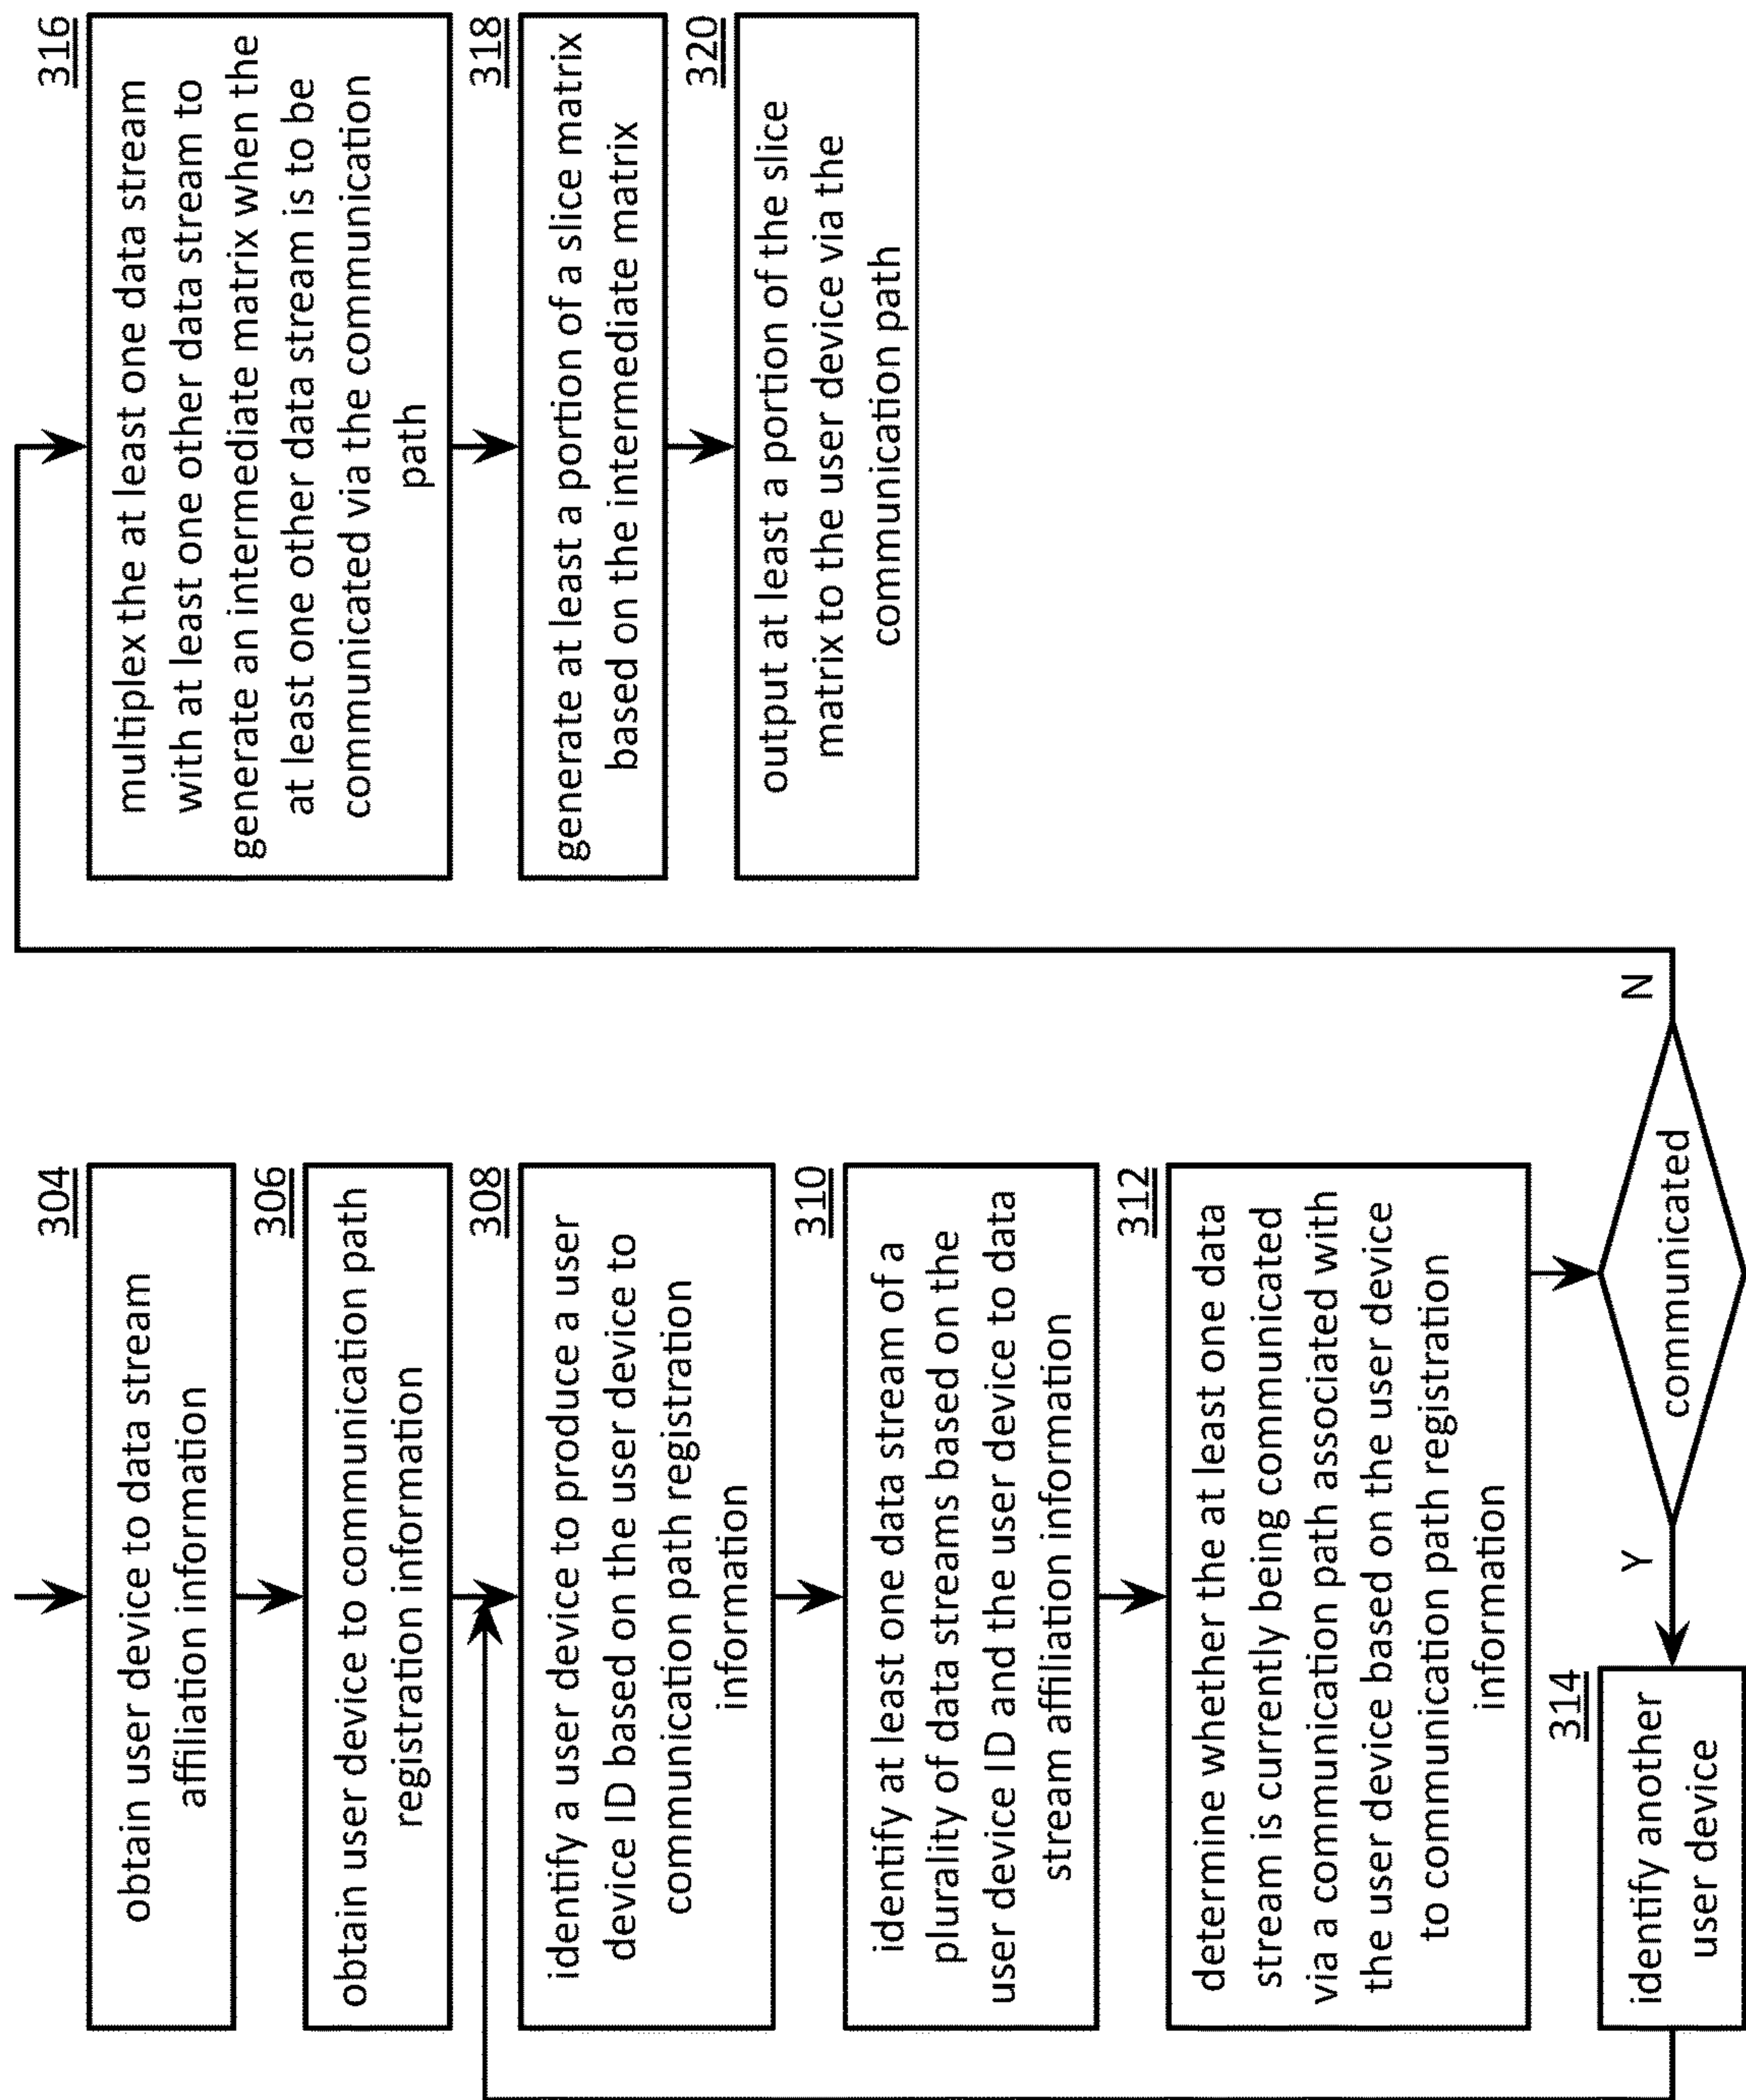 304
obtain user device to data stream
affiliation information
306
obtain user device to communication path
registration information
308
identify a user device to produce a user
device ID based on the user device to
communication path registration
information
310
identify at least one data stream of a
plurality of data streams based on the
user device ID and the user device to data
stream affiliation information
312
determine whether the at least one data
stream is currently being communicated
via a communication path associated with
the user device based on the user device
to communication path registration
information
communicated
Y
N
314
identify another
user device
316
multiplex the at least one data stream
with at least one other data stream to
generate an intermediate matrix when the
at least one other data stream is to be
communicated via the communication
path
318
generate at least a portion of a slice matrix
based on the intermediate matrix
320
output at least a portion of the slice
matrix to the user device via the
communication path